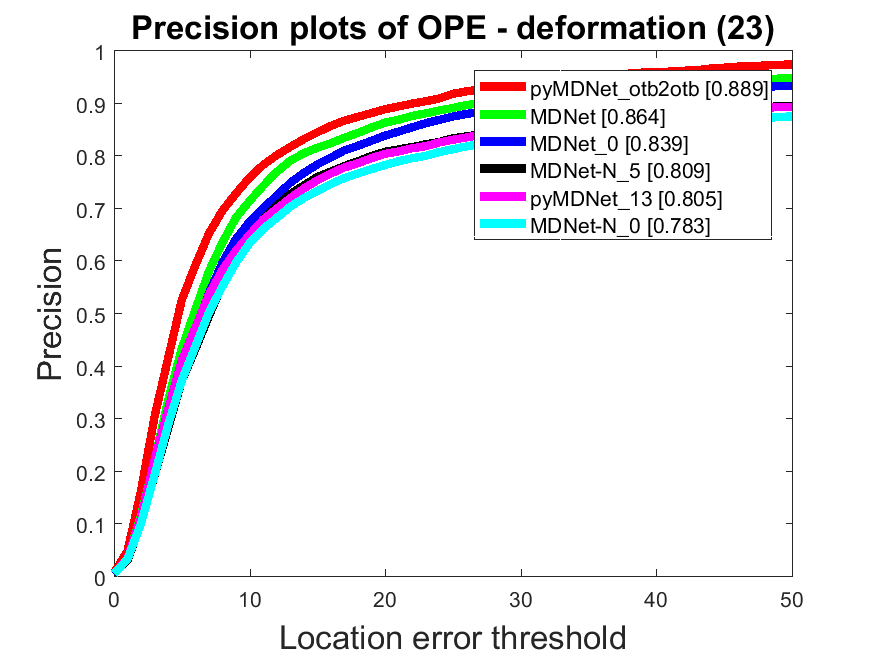 Precision plots of OPE - deformation (23)
1
0.9
0.8
0.7
0.6
0.5
0.4
0.3
0.2
0.1
0
Precision
pyMDNet_otb2otb [0.889]
MDNet [0.864]
MDNet_0 [0.839]
MDNet-N_5 [0.809]
pyMDNet_13 [0.805]
MDNet-N_0 [0.783]
0 10 20 30 40 50
Location error threshold